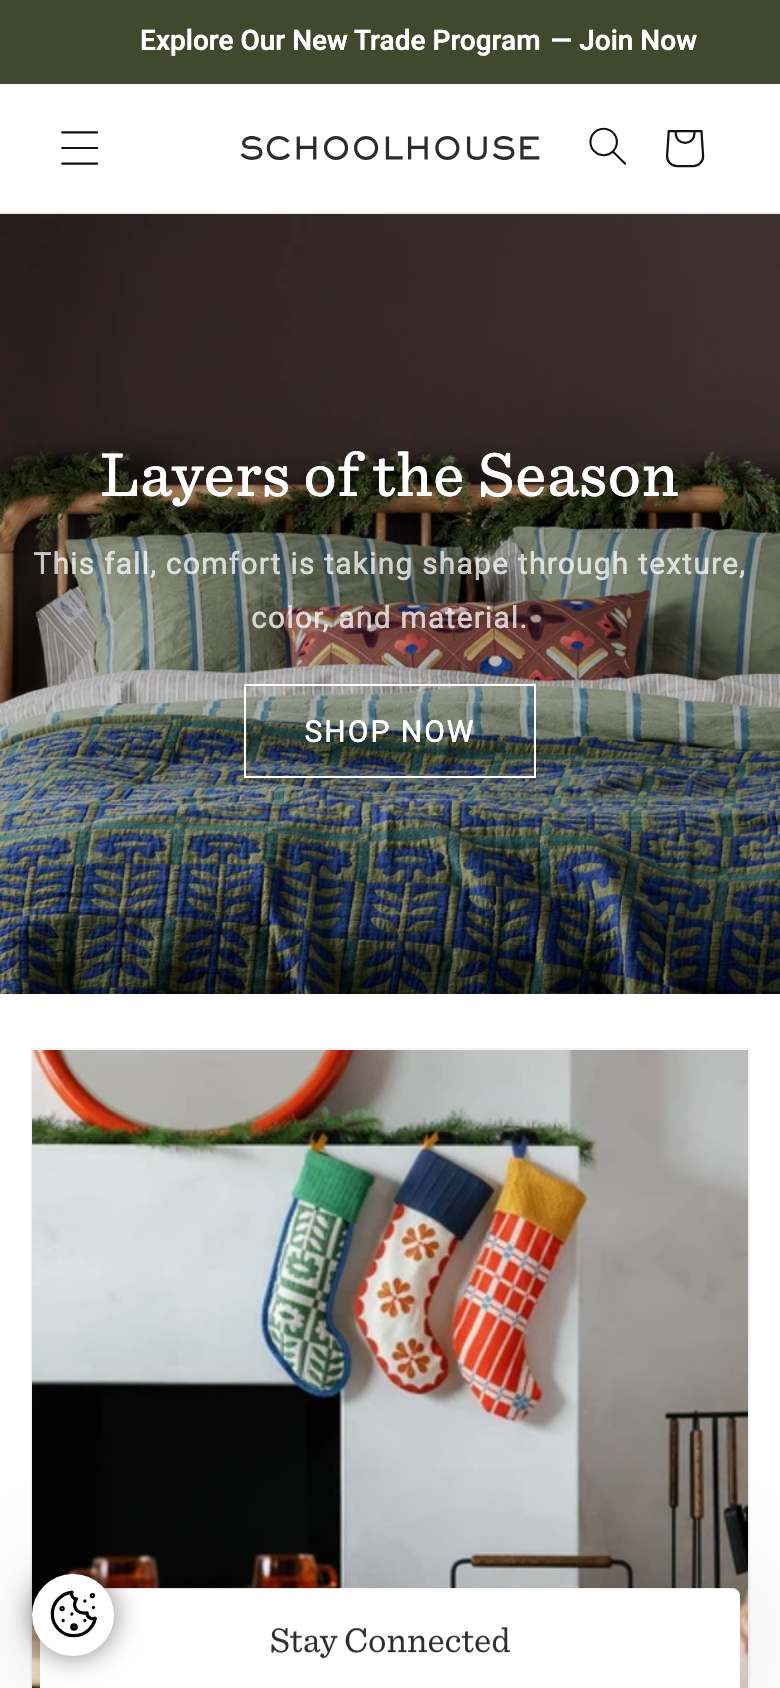 Explore Our New Trade Program — Join Now
SCHOOLHOUSE
Layers of the Season
This fall, comfort is taking shape through texture,
color, and material.
SHOP NOW
Stay Connected